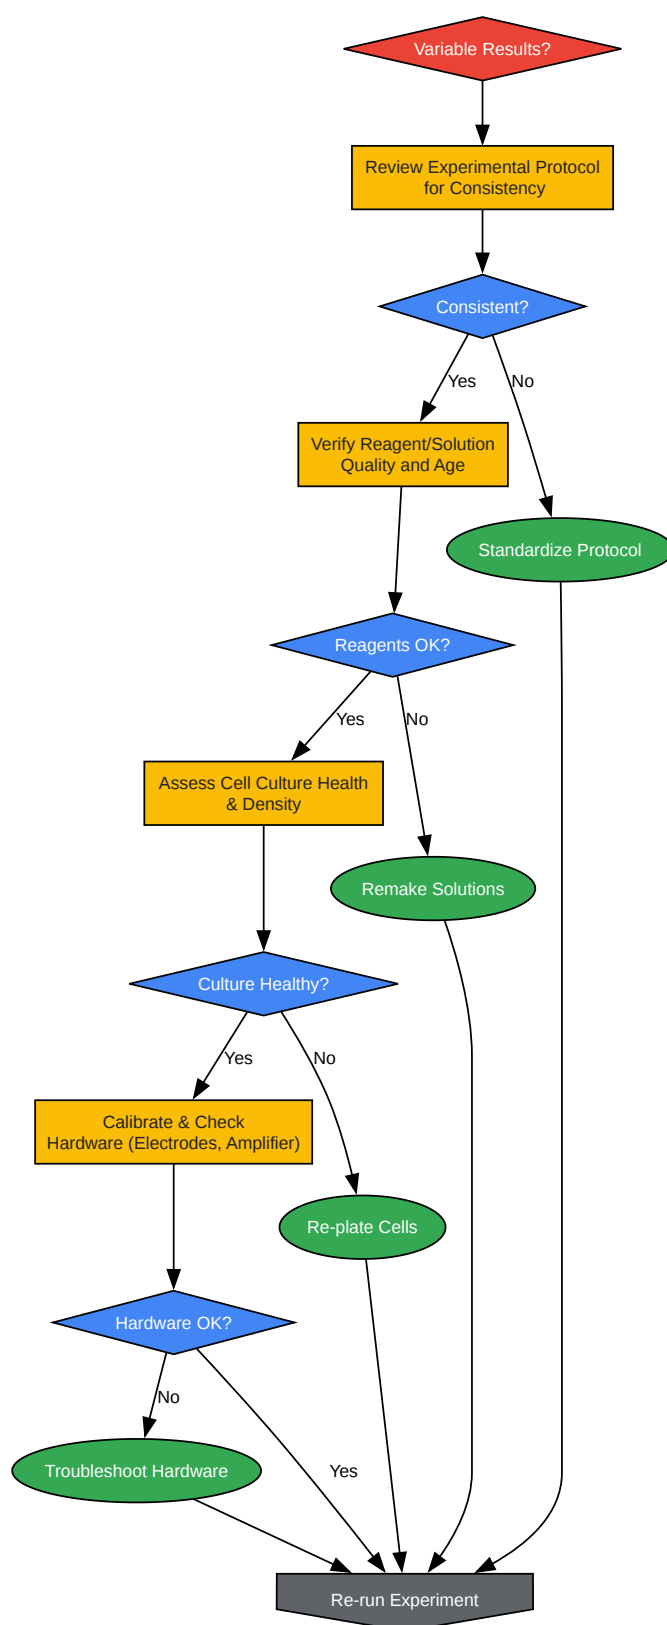 Variable Results?
Review Experimental Protocol
for Consistency
Consistent?
Yes
No
Verify Reagent/Solution
Quality and Age
Standardize Protocol
Reagents OK?
Yes
No
Assess Cell Culture Health
& Density
Remake Solutions
Culture Healthy?
Yes
No
Calibrate & Check
Hardware (Electrodes, Amplifier)
Re-plate Cells
Hardware OK?
No
Troubleshoot Hardware
Yes
Re-run Experiment